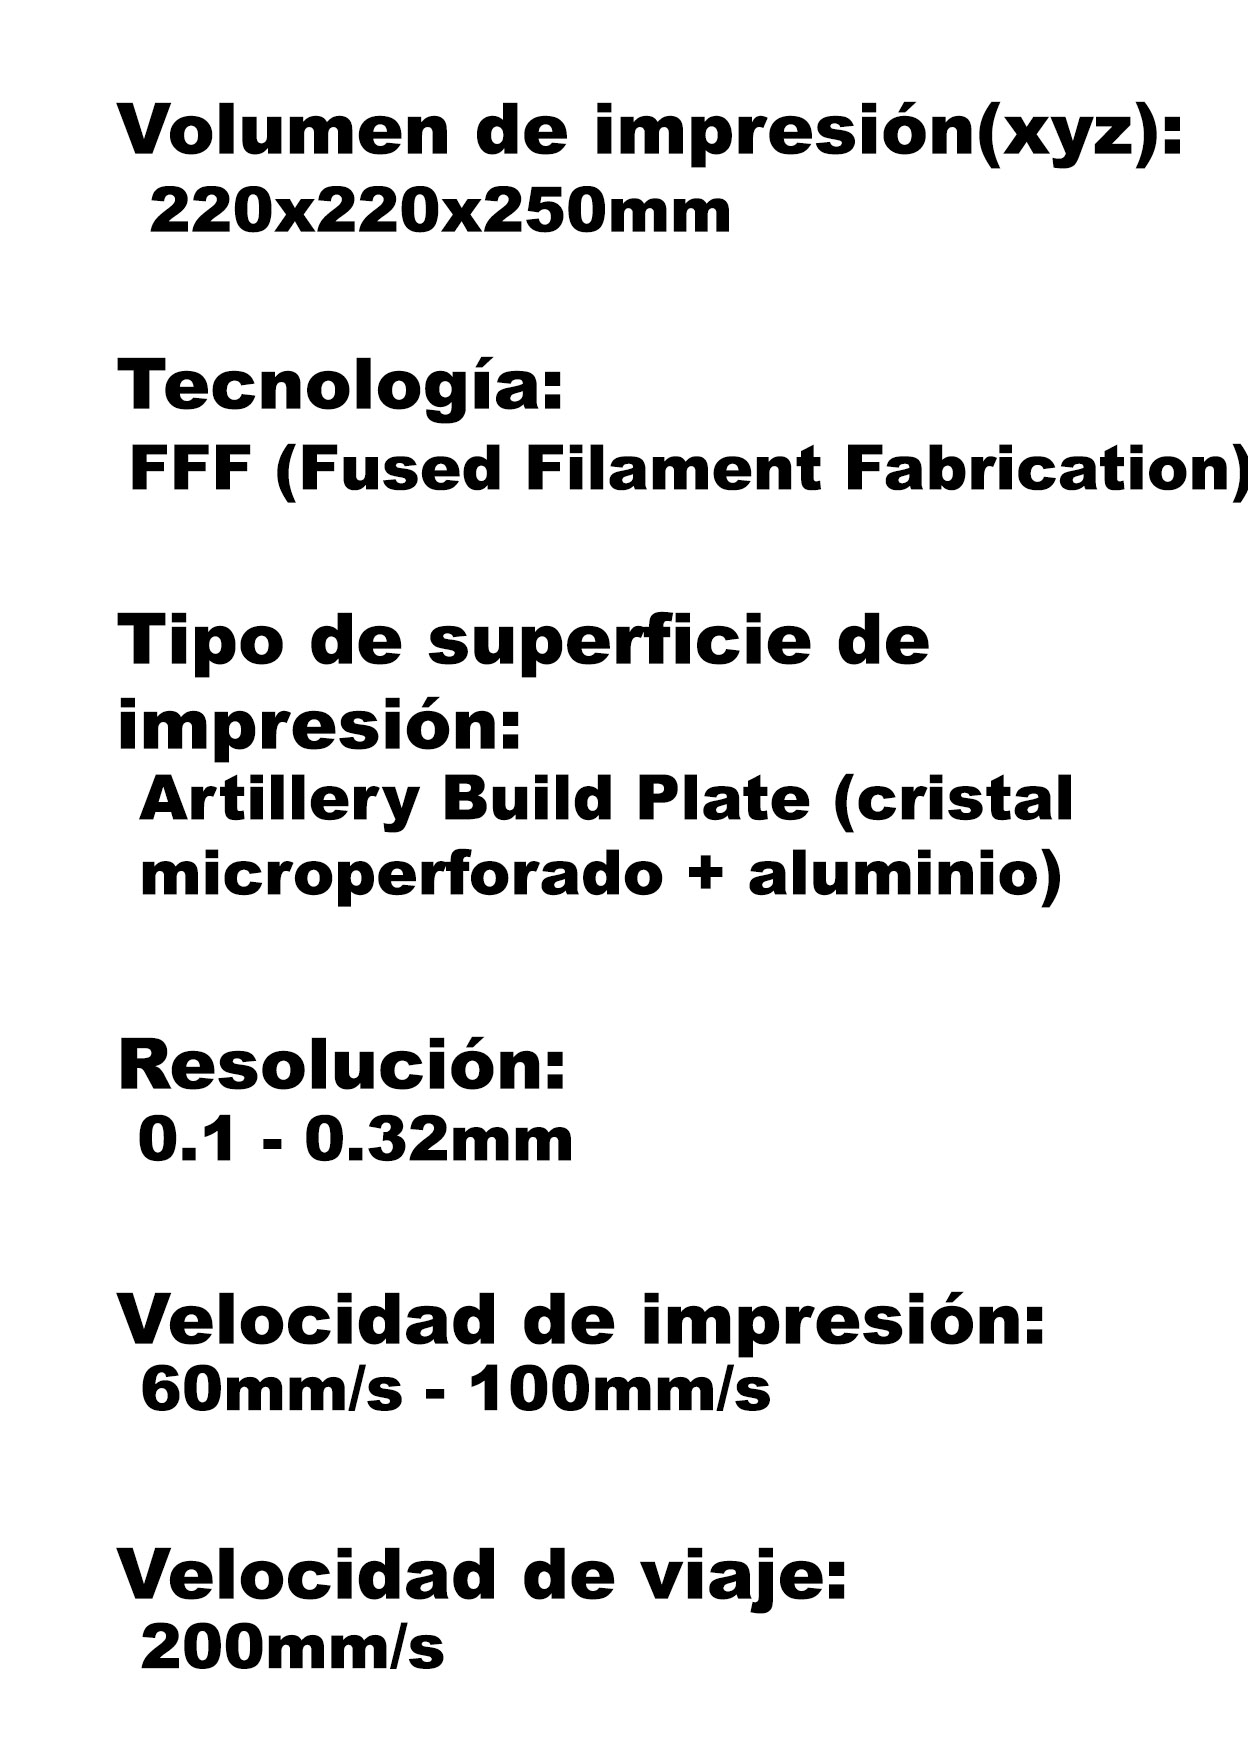 Volumen de impresión(xyz):
220x220x250mm
Tecnología:
FFF (Fused Filament Fabrication)
Tipo de superficie de
impresión:
Artillery Build Plate (cristal
microperforado + aluminio)
Resolución:
0.1 - 0.32mm
Velocidad de impresión:
60mm/s - 100mm/s
Velocidad de viaje:
200mm/s